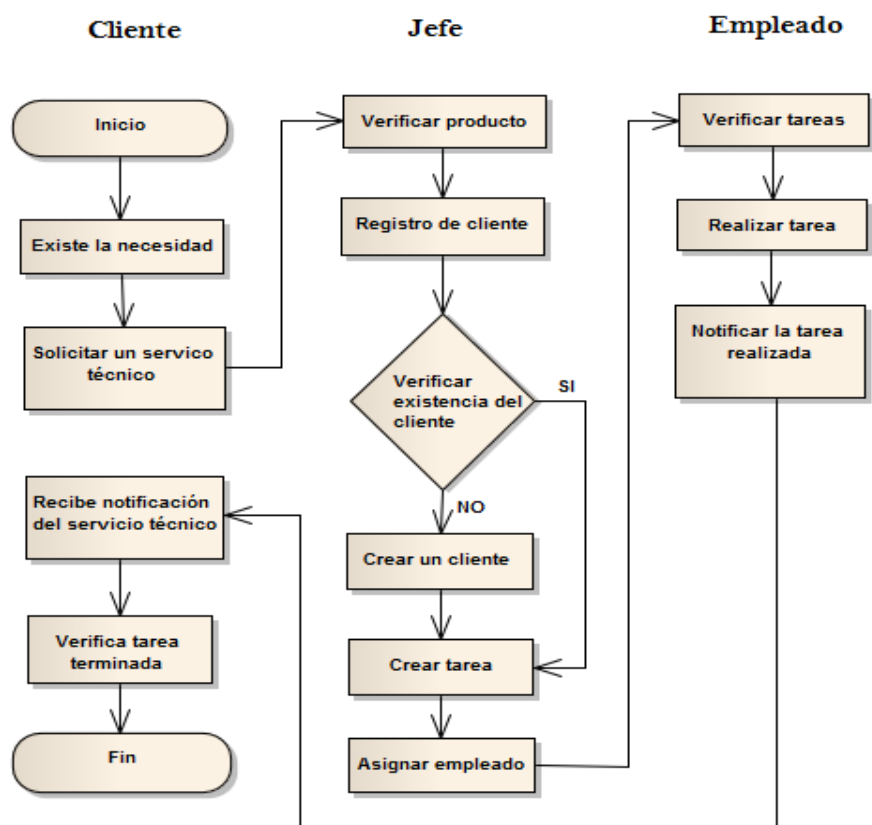 Cliente
Jefe
Empleado
Inicio
Existe la necesidad
Solicitar un servico
técnico
Verificar producto
Registro de cliente
Verificar
existencia del
cliente
SI
NO
Crear un cliente
Crear tarea
Asignar empleado
Verificar tareas
Realizar tarea
Notificar la tarea
realizada
Recibe notificación
del servicio técnico
Verifica tarea
terminada
Fin